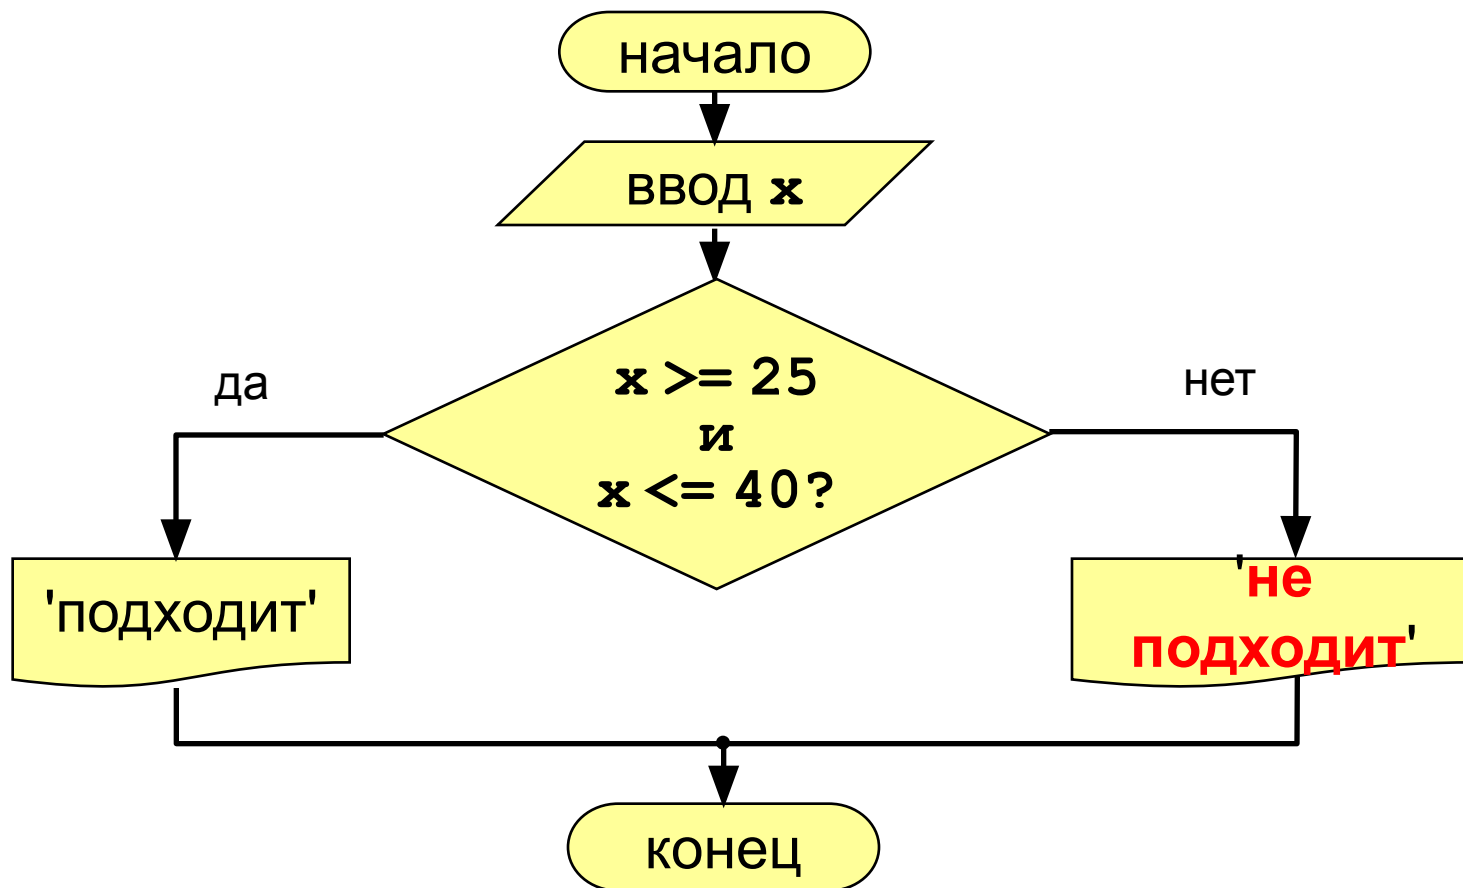 начало
ввод x
x >= 25
и
x <= 40?
да
нет
'подходит'
'не
подходит'
конец